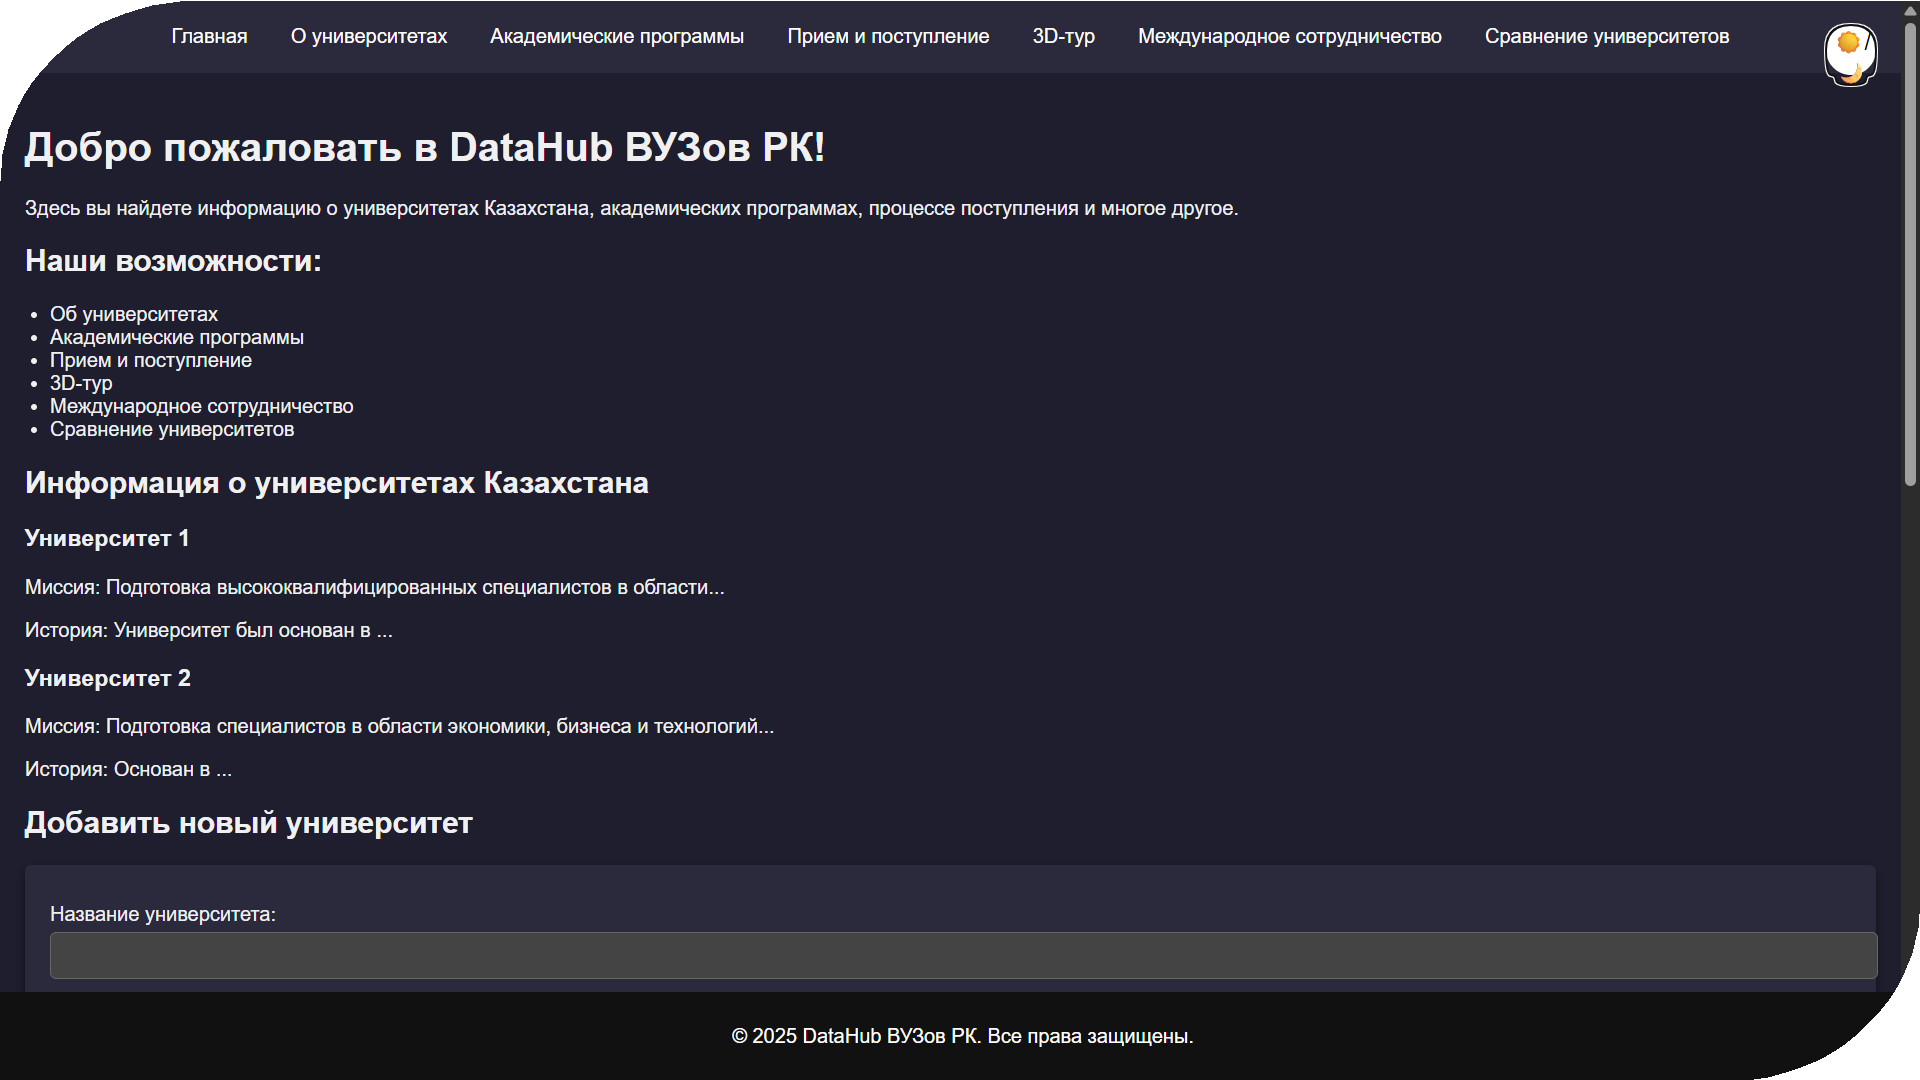 Главная
О университетах
Академические программы
Прием и поступление
3D-тур
Международное сотрудничество
Сравнение университетов
Добро пожаловать в DataHub ВУЗов РК!
Здесь вы найдете информацию о университетах Казахстана, академических программах, процессе поступления и многое другое.
Наши возможности:
Об университетах
Академические программы
Прием и поступление
3D-тур
Международное сотрудничество
Сравнение университетов
Информация о университетах Казахстана
Университет 1
Миссия: Подготовка высококвалифицированных специалистов в области...
История: Университет был основан в ...
Университет 2
Миссия: Подготовка специалистов в области экономики, бизнеса и технологий...
История: Основан в ...
Добавить новый университет
Название университета:
© 2025 DataHub ВУЗов РК. Все права защищены.